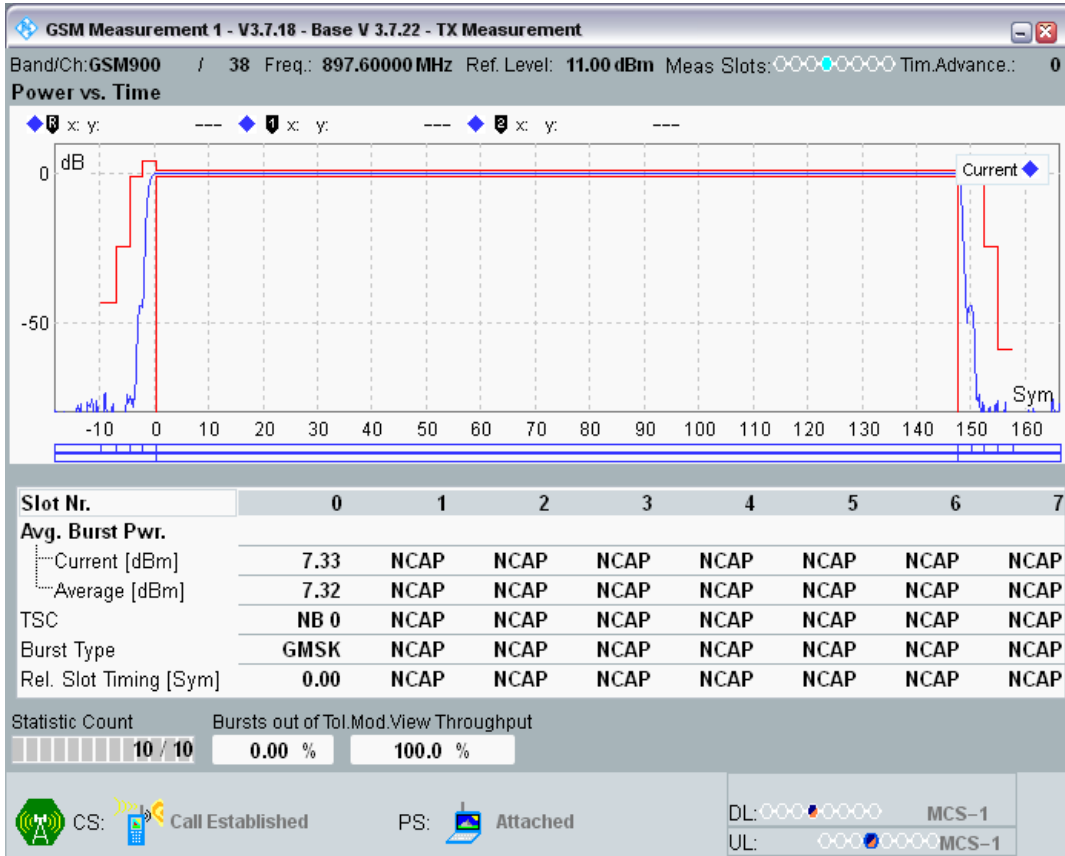 GSM Measurement 1 - V3.7.18 - Base V 3.7.22 - TX Measurement
Band/Ch:GSM900 / 38 Freq.: 897.60000 MHz Ref. Level: 11.00 dBm Meas Slots: Tim.Advance.: 0
Power vs. Time
R x: y: --- 1 x: y: --- 2 x: y: ---
dB
Current
0
-50
Sym
-10 0 10 20 30 40 50 60 70 80 90 100 110 120 130 140 150 160
Slot Nr. 0 1 2 3 4 5 6 7
Avg. Burst Pwr.
Current [dBm] 7.33 NCAP NCAP NCAP NCAP NCAP NCAP NCAP
Average [dBm] 7.32 NCAP NCAP NCAP NCAP NCAP NCAP NCAP
TSC NB 0 NCAP NCAP NCAP NCAP NCAP NCAP NCAP
Burst Type GMSK NCAP NCAP NCAP NCAP NCAP NCAP NCAP
Rel. Slot Timing [Sym] 0.00 NCAP NCAP NCAP NCAP NCAP NCAP NCAP
Statistic Count Bursts out of Tol.Mod.View Throughput
10 / 10 0.00 % 100.0 %
CS: Call Established PS: Attached
DL: MCS-1
UL: MCS-1